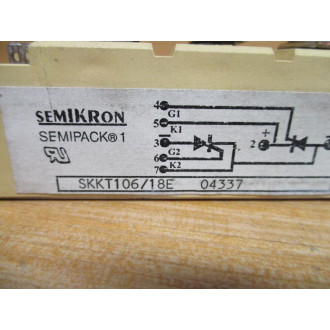 SEMIKRON
SEMIPACK® 1
4
G1
5
K1
3
G2
6
K2
7
+
2
SKKT106/18E 04337